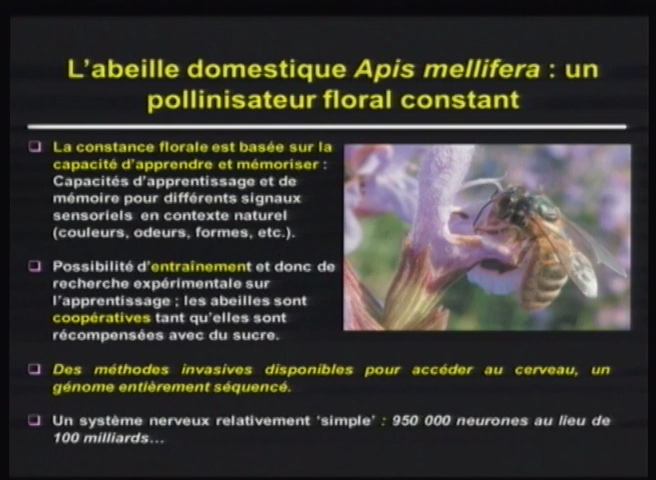 L'abeille domestique Apis mellifera : un
pollinisateur floral constant
La constance florale est basée sur la
capacité d'apprendre et mémoriser :
Capacités d'apprentissage et de
mémoire pour différents signaux
sensoriels en contexte naturel
(couleurs, odeurs, formes, etc.).
Possibilité d'entraînement et donc de
recherche expérimentale sur
l'apprentissage ; les abeilles sont
coopératives tant qu'elles sont
récompensées avec du sucre.
Des méthodes invasives disponibles pour accéder au cerveau, un
génome entièrement séquencé.
Un système nerveux relativement 'simple' : 950 000 neurones au lieu de
100 milliards...